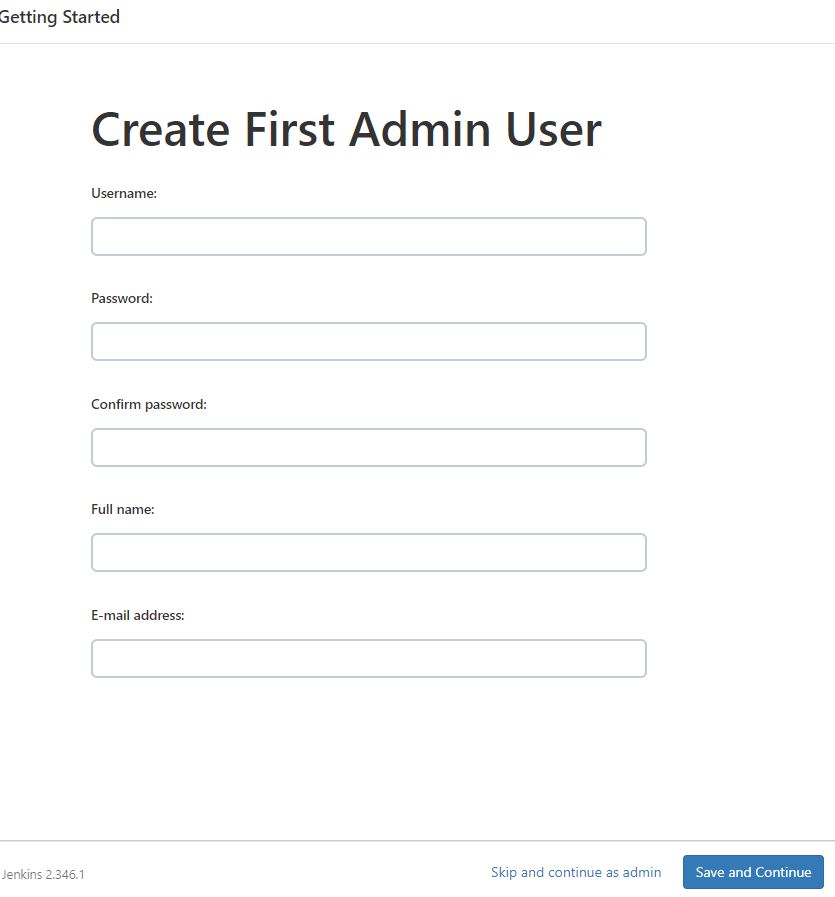 Getting Started
Create First Admin User
Username:
Password:
Confirm password:
Full name:
E-mail address:
Jenkins 2.346.1
Skip and continue as admin
Save and Continue